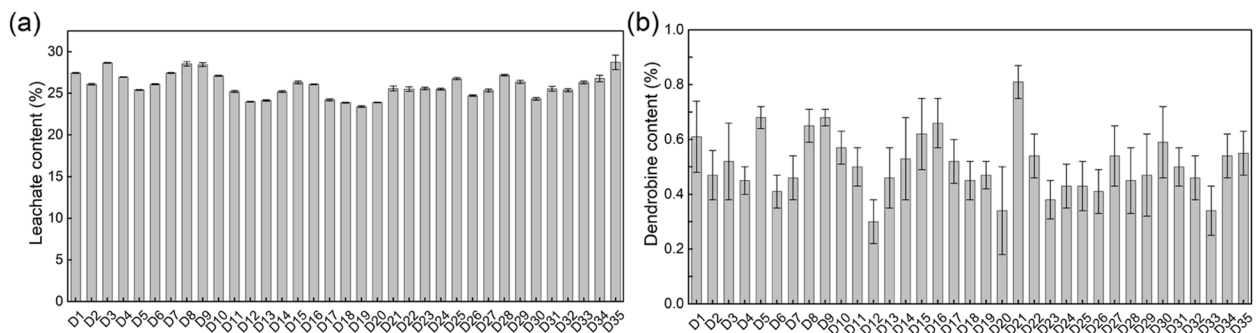 (a)
Leachate content (%)
30
25
20
15
10
5
0
D1 D2 D3 D4 D5 D6 D7 D8 D9 D10 D11 D12 D13 D14 D15 D16 D17 D18 D19 D20 D21 D22 D23 D24 D25 D26 D27 D28 D29 D30 D31 D32 D33 D34 D35
(b)
Dendrobine content (%)
1.0
0.8
0.6
0.4
0.2
0.0
D1 D2 D3 D4 D5 D6 D7 D8 D9 D10 D11 D12 D13 D14 D15 D16 D17 D18 D19 D20 D21 D22 D23 D24 D25 D26 D27 D28 D29 D30 D31 D32 D33 D34 D35